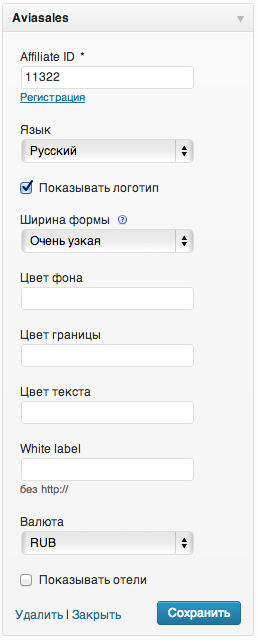 Aviasales
Affiliate ID *
11322
Регистрация
Язык
Русский
Показывать логотип
Ширина формы ?
Очень узкая
Цвет фона
Цвет границы
Цвет текста
White label
без http://
Валюта
RUB
Показывать отели
Удалить | Закрыть
Сохранить